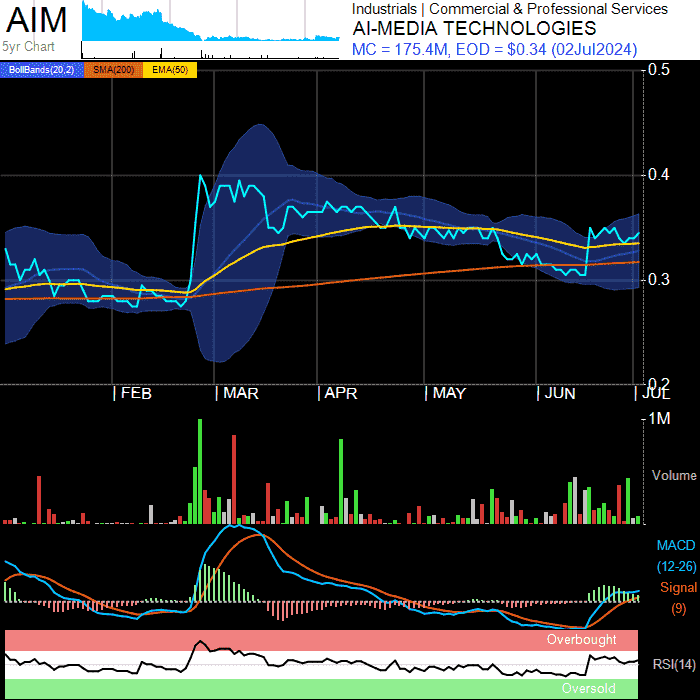 AIM
5yr Chart
Industrials | Commercial & Professional Services
AI-MEDIA TECHNOLOGIES
MC = 175.4M, EOD = $0.34 (02Jul2024)
BollBands(20,2) SMA(200) EMA(50)
0.5
0.4
0.3
0.2
FEB MAR APR MAY JUN JUL
1M
Volume
MACD
(12-26)
Signal
(9)
Overbought
RSI(14)
Oversold